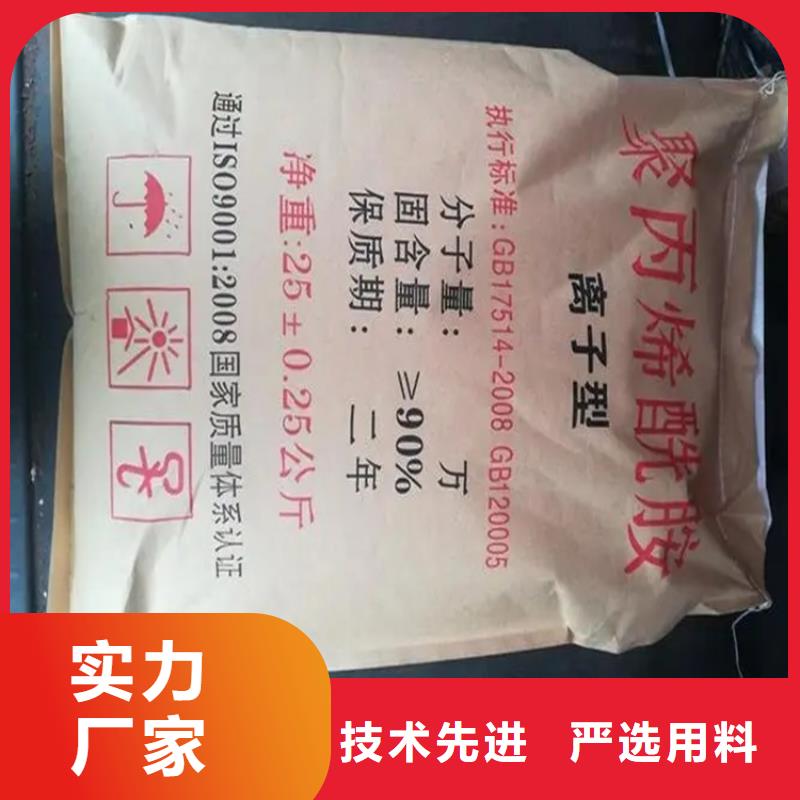 聚丙烯酰胺
离子型
执行标准：GB17514-2008 GB120005
分子量： 万
固含量：≥90%
保质期： 二年
净重:25±0.25公斤
通过ISO9001:2008国家质量体系认证
实力
厂家
技术先进 严选用料